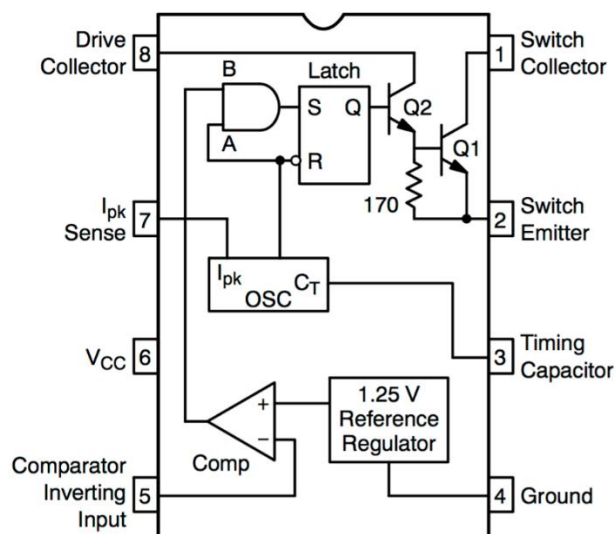 Drive
Collector
8
B
A
Latch
S
Q
R
Q2
Q1
170
1
Switch
Collector
Ipk
Sense
7
2
Switch
Emitter
Ipk
CT
OSC
VCC
6
3
Timing
Capacitor
+
−
Comp
1.25 V
Reference
Regulator
Comparator
Inverting
Input
5
4
Ground